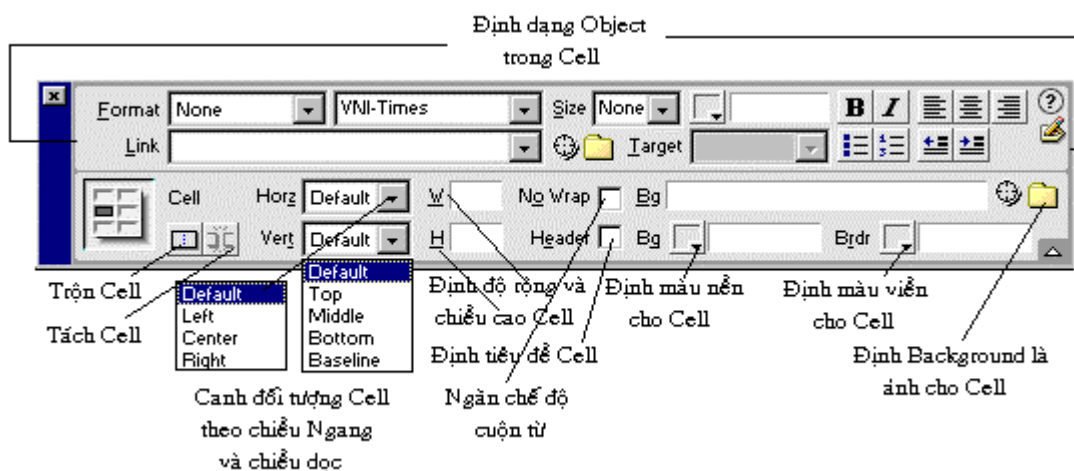 Định dạng Object
trong Cell
Format None VNI-Times Size None B I ?
Link Target
Cell Horz Default W No Wrap Bg
Vert Default H Header Bg Brdr
Trộn Cell
Tách Cell
Default
Left
Center
Right
Default
Top
Middle
Bottom
Baseline
Định độ rộng và
chiều cao Cell
Định màu nền
cho Cell
Định màu viền
cho Cell
Định tiêu đề Cell
Định Background là
ảnh cho Cell
Canh đối tượng Cell
theo chiều Ngang
và chiều dọc
Ngăn chế độ
cuộn từ